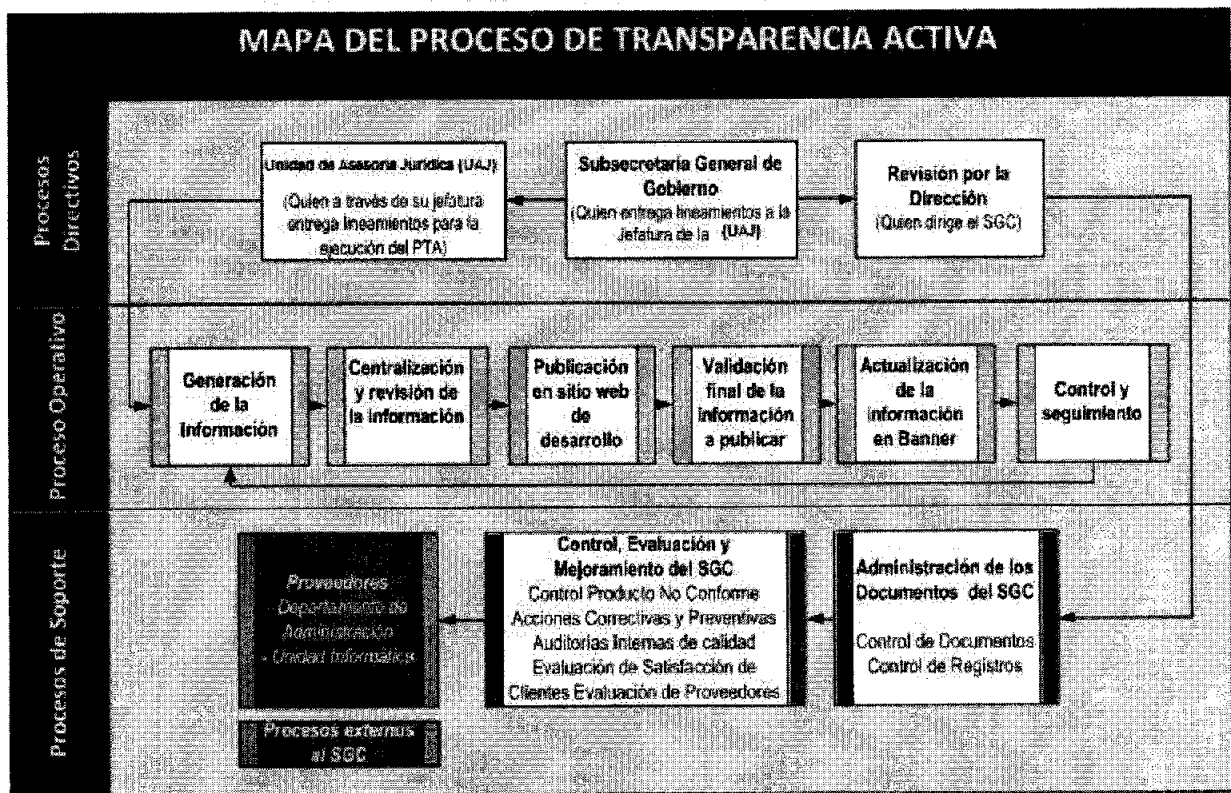 MAPA DEL PROCESO DE TRANSPARENCIA ACTIVA
Procesos
Directivos
Unidad de Asesoría Jurídica (UAJ)
(Quien a través de su jefatura
entrega lineamientos para la
ejecución del PTA)
Subsecretaría General de
Gobierno
(Quien entrega lineamientos a la
Jefatura de la (UAJ)
Revisión por la
Dirección
(Quien dirige el SGC)
Proceso Operativo
Generación
de la
Información
Centralización
y revisión de
la información
Publicación
en sitio web
de
desarrollo
Validación
final de la
información
a publicar
Actualización
de la
información
en Banner
Control y
seguimiento
Procesos de Soporte
Proveedores
- Departamento de
Administración
- Unidad Informática
Procesos externos
al SGC
Control, Evaluación y
Mejoramiento del SGC
Control Producto No Conforme
Acciones Correctivas y Preventivas
Auditorías Internas de calidad
Evaluación de Satisfacción de
Clientes Evaluación de Proveedores
Administración de los
Documentos del SGC
Control de Documentos
Control de Registros